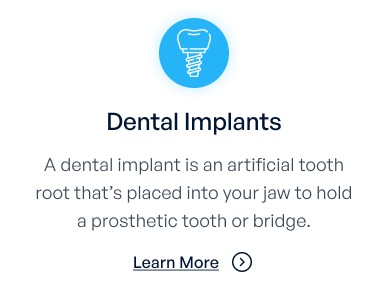 Dental Implants
A dental implant is an artificial tooth
root that’s placed into your jaw to hold
a prosthetic tooth or bridge.
Learn More